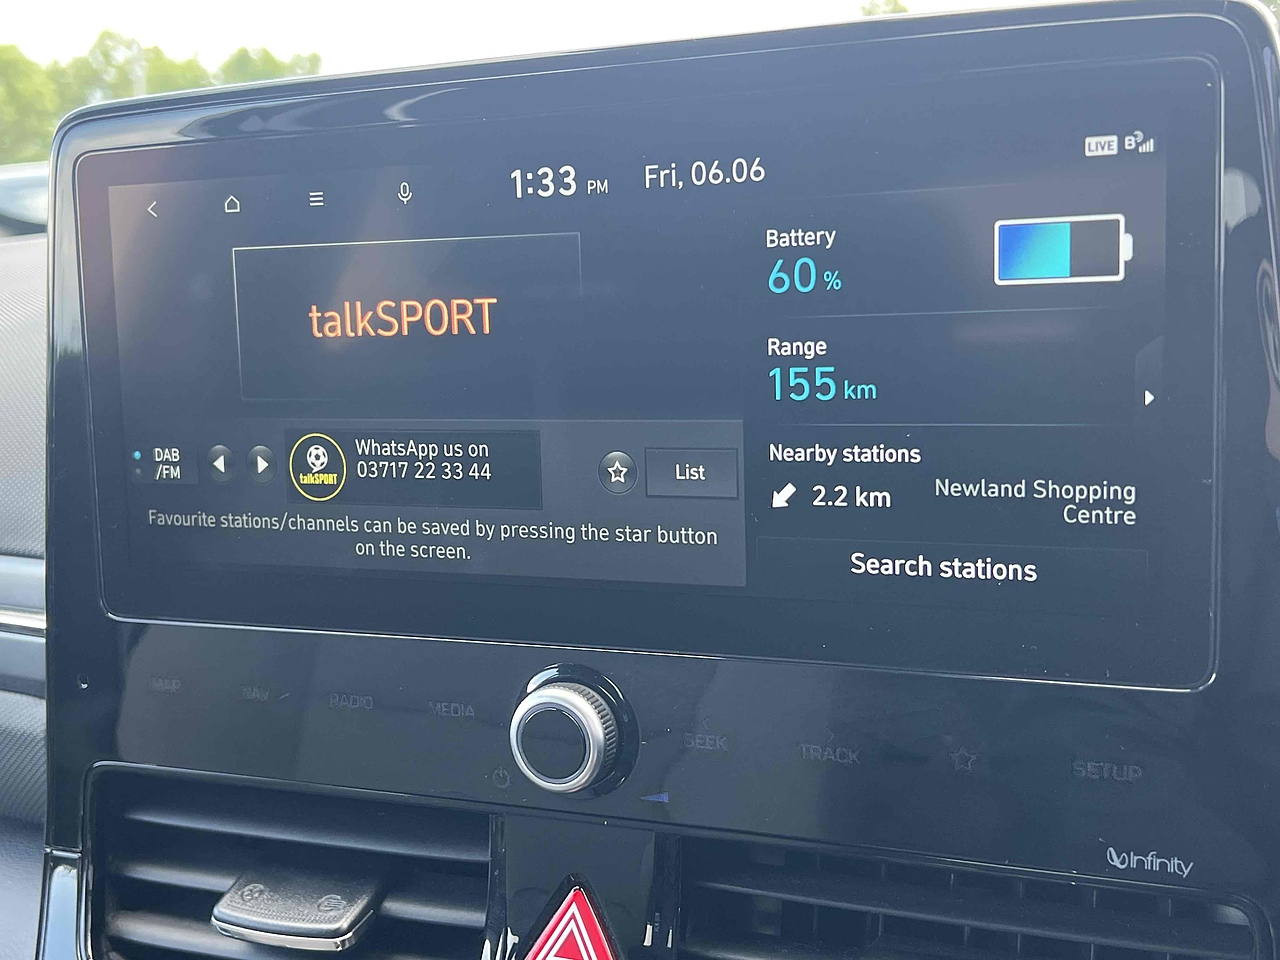 LIVE
1:33 PM
Fri, 06.06
talkSPORT
Battery
60 %
Range
155 km
DAB
/FM
talkSPORT
WhatsApp us on
03717 22 33 44
List
Favourite stations/channels can be saved by pressing the star button
on the screen.
Nearby stations
2.2 km
Newland Shopping
Centre
Search stations
MAP
NAV
RADIO
MEDIA
SEEK
TRACK
SETUP
infinity